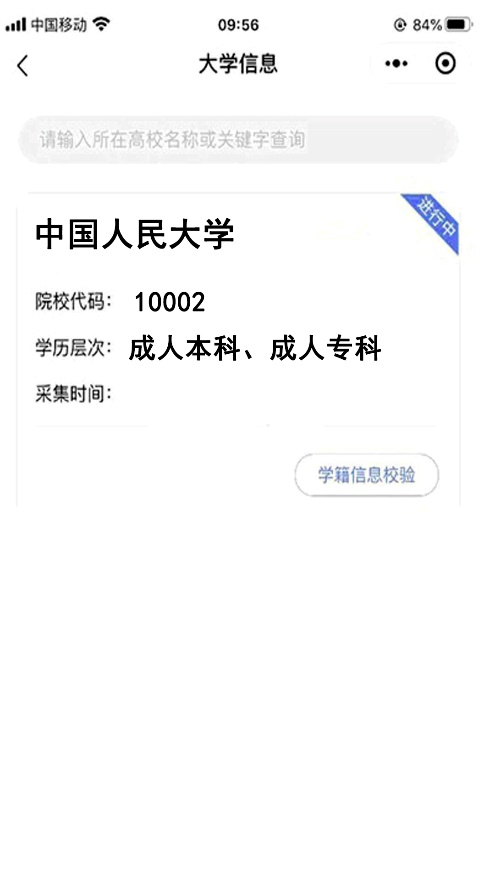 中国移动 09:56 84%
大学信息
请输入所在高校名称或关键字查询
进行中
中国人民大学
院校代码： 10002
学历层次： 成人本科、成人专科
采集时间：
学籍信息校验